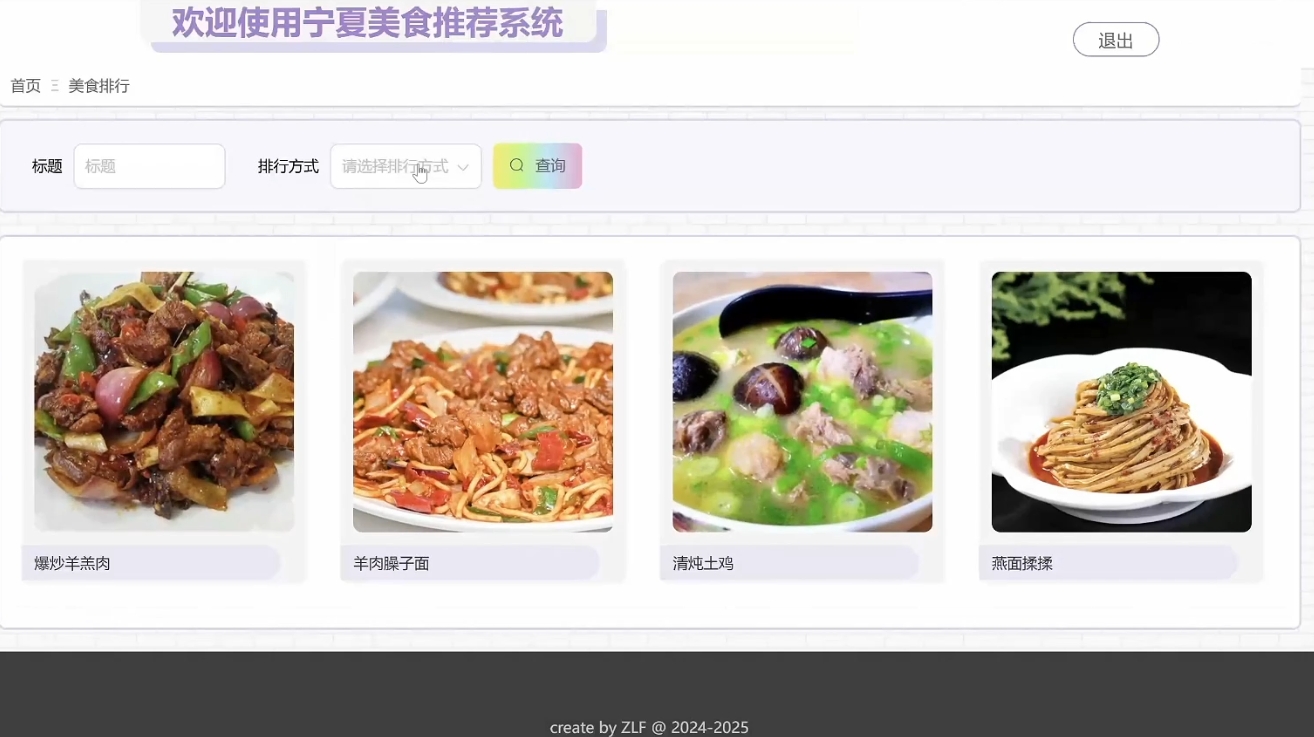 欢迎使用宁夏美食推荐系统
退出
首页 Ξ 美食排行
标题 标题 排行方式 请选择排行方式 查询
爆炒羊羔肉
羊肉臊子面
清炖土鸡
燕面揉揉
create by ZLF @ 2024-2025